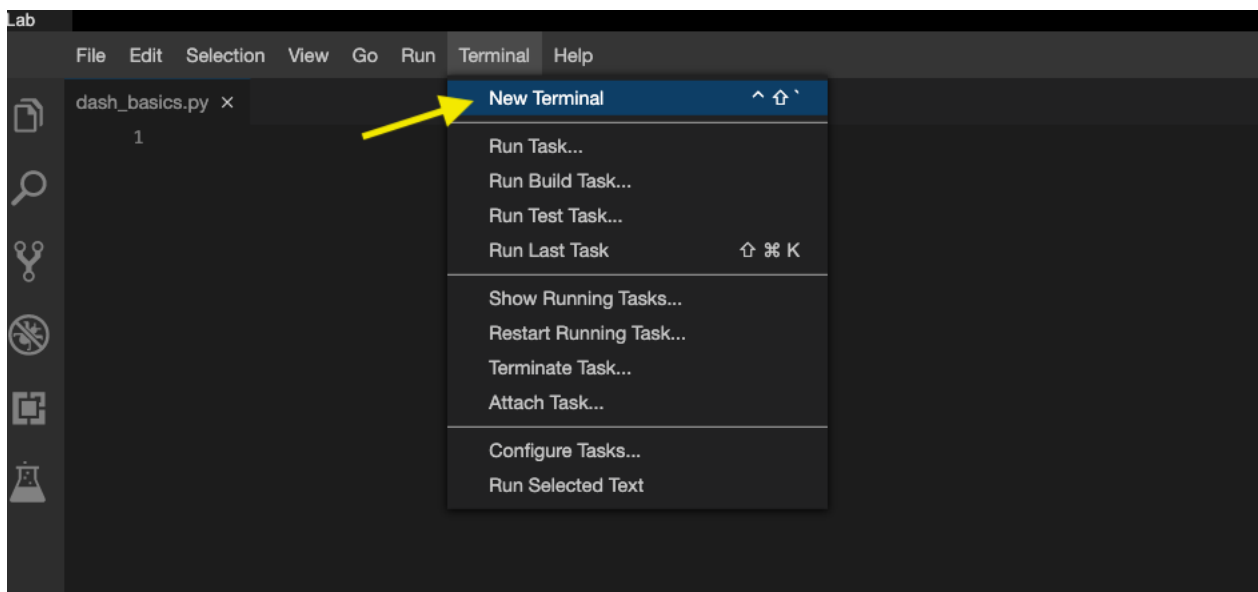 Lab
File Edit Selection View Go Run Terminal Help
dash_basics.py ×
1
New Terminal ^ ⇧ `
Run Task...
Run Build Task...
Run Test Task...
Run Last Task ⇧ ⌘ K
Show Running Tasks...
Restart Running Task...
Terminate Task...
Attach Task...
Configure Tasks...
Run Selected Text